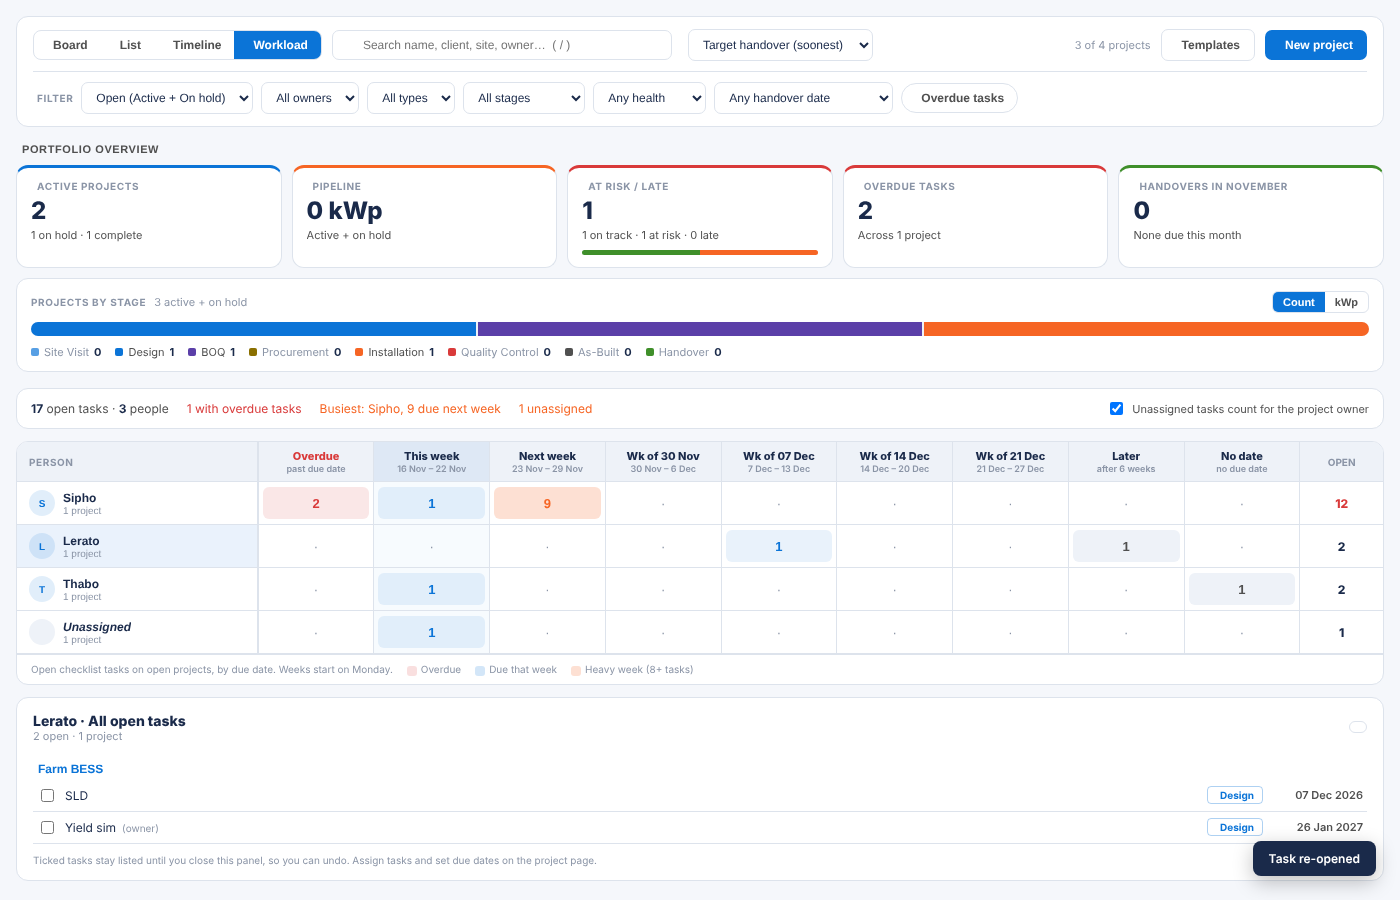 Board List Timeline Workload Search name, client, site, owner… ( / ) Target handover (soonest) 3 of 4 projects Templates New project
FILTER Open (Active + On hold) All owners All types All stages Any health Any handover date Overdue tasks
PORTFOLIO OVERVIEW
ACTIVE PROJECTS
2
1 on hold · 1 complete
PIPELINE
0 kWp
Active + on hold
AT RISK / LATE
1
1 on track · 1 at risk · 0 late
OVERDUE TASKS
2
Across 1 project
HANDOVERS IN NOVEMBER
0
None due this month
PROJECTS BY STAGE 3 active + on hold Count kWp
Site Visit 0 Design 1 BOQ 1 Procurement 0 Installation 1 Quality Control 0 As-Built 0 Handover 0
17 open tasks · 3 people 1 with overdue tasks Busiest: Sipho, 9 due next week 1 unassigned Unassigned tasks count for the project owner
PERSON Overdue This week Next week Wk of 30 Nov Wk of 07 Dec Wk of 14 Dec Wk of 21 Dec Later No date OPEN
past due date 16 Nov – 22 Nov 23 Nov – 29 Nov 30 Nov – 6 Dec 7 Dec – 13 Dec 14 Dec – 20 Dec 21 Dec – 27 Dec after 6 weeks no due date
S Sipho 2 1 9 · · · · · · 12
1 project
L Lerato · · · · 1 · · 1 · 2
1 project
T Thabo · 1 · · · · · · 1 2
1 project
Unassigned · 1 · · · · · · · 1
1 project
Open checklist tasks on open projects, by due date. Weeks start on Monday. Overdue Due that week Heavy week (8+ tasks)
Lerato · All open tasks
2 open · 1 project
Farm BESS
SLD Design 07 Dec 2026
Yield sim (owner) Design 26 Jan 2027
Ticked tasks stay listed until you close this panel, so you can undo. Assign tasks and set due dates on the project page.
Task re-opened